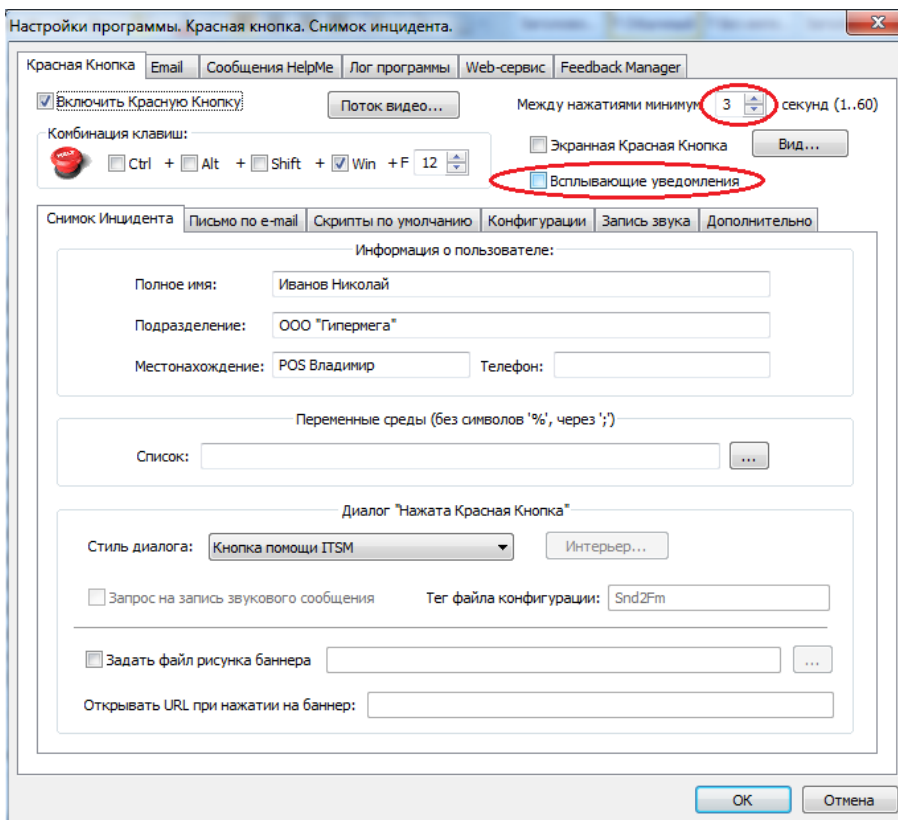 Настройки программы. Красная кнопка. Снимок инцидента.
Красная Кнопка Email Сообщения HelpMe Лог программы Web-сервис Feedback Manager
Включить Красную Кнопку Поток видео... Между нажатиями минимум 3 секунд (1..60)
Комбинация клавиш:
Экранная Красная Кнопка Вид...
HELP Ctrl + Alt + Shift + Win + F 12
Всплывающие уведомления
Снимок Инцидента Письмо по e-mail Скрипты по умолчанию Конфигурации Запись звука Дополнительно
Информация о пользователе:
Полное имя: Иванов Николай
Подразделение: ООО "Гипермега"
Местонахождение: POS Владимир Телефон:
Переменные среды (без символов '%', через ';')
Список: ...
Диалог "Нажата Красная Кнопка"
Стиль диалога: Кнопка помощи ITSM Интерьер...
Запрос на запись звукового сообщения Тег файла конфигурации: Snd2Fm
Задать файл рисунка баннера ...
Открывать URL при нажатии на баннер:
OK Отмена